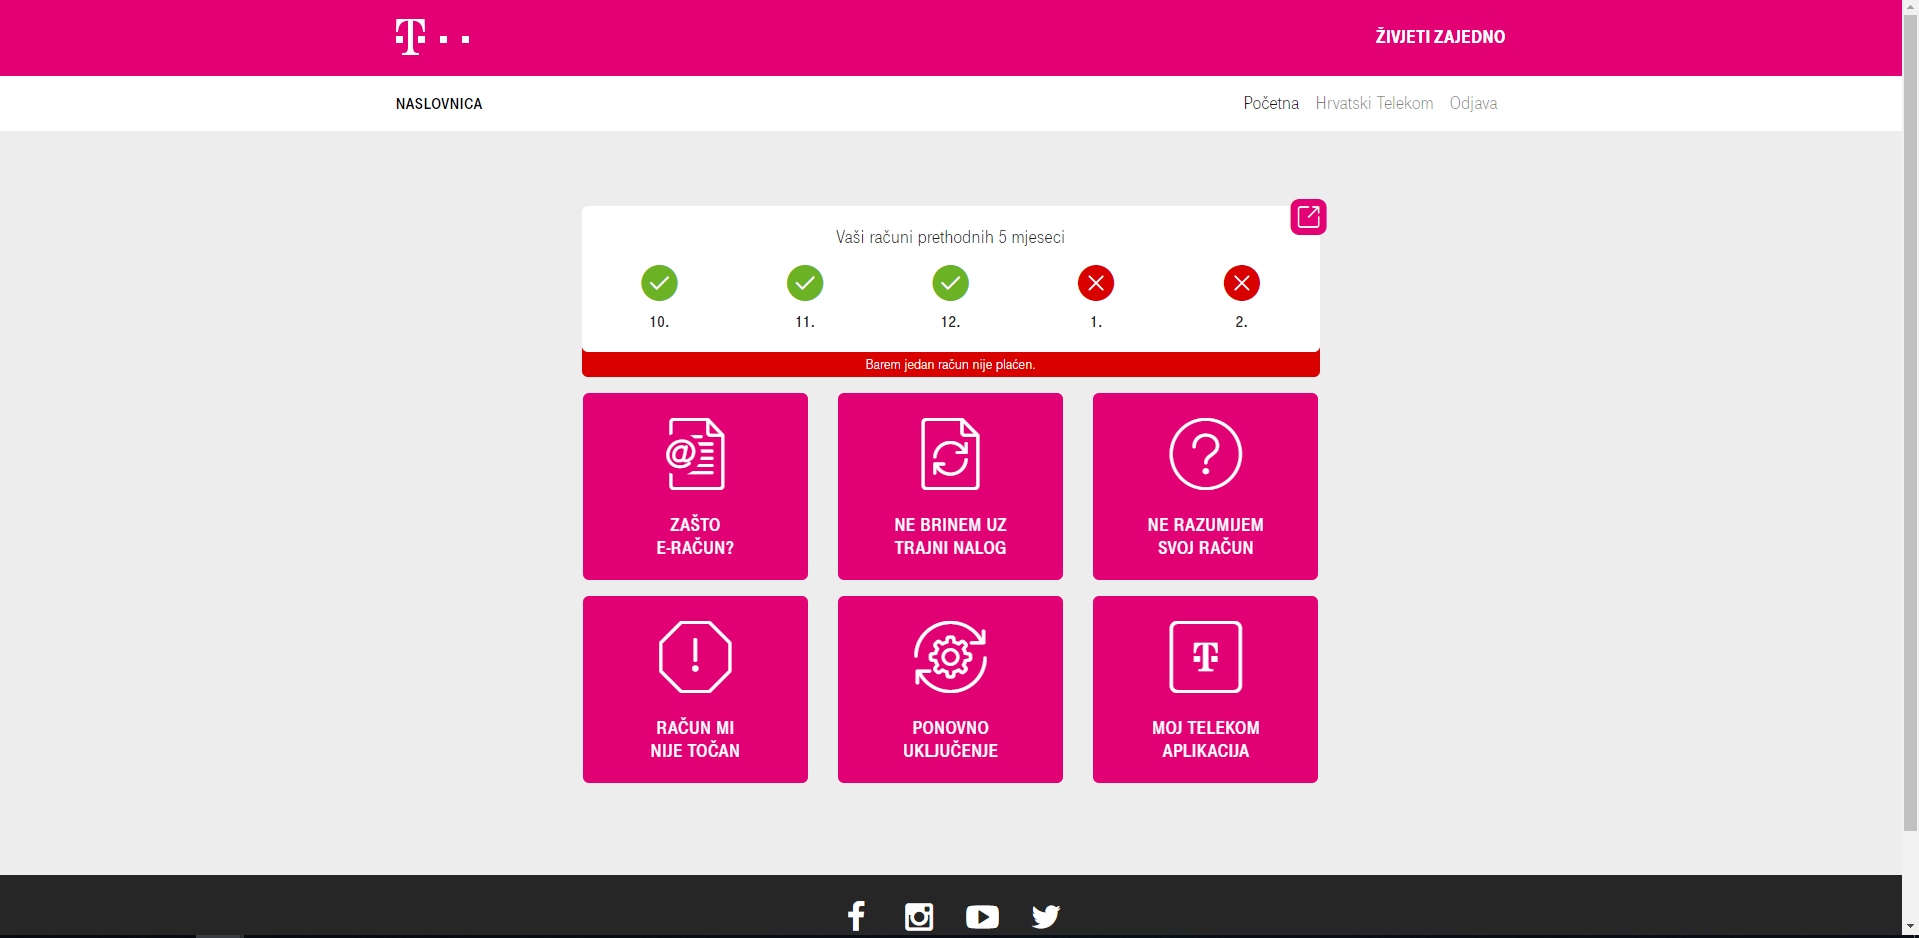 T
ŽIVJETI ZAJEDNO
NASLOVNICA
Početna Hrvatski Telekom Odjava
Vaši računi prethodnih 5 mjeseci
10. 11. 12. 1. 2.
Barem jedan račun nije plaćen.
@
ZAŠTO
E-RAČUN?
NE BRINEM UZ
TRAJNI NALOG
?
NE RAZUMIJEM
SVOJ RAČUN
!
RAČUN MI
NIJE TOČAN
PONOVNO
UKLJUČENJE
T
MOJ TELEKOM
APLIKACIJA